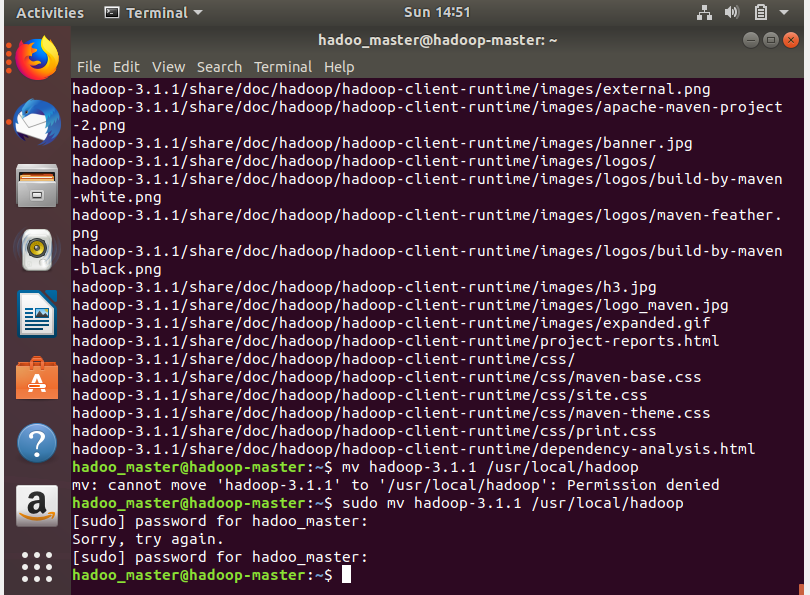 Activities Terminal Sun 14:51
hadoo_master@hadoop-master: ~
File Edit View Search Terminal Help
hadoop-3.1.1/share/doc/hadoop/hadoop-client-runtime/images/external.png
hadoop-3.1.1/share/doc/hadoop/hadoop-client-runtime/images/apache-maven-project
-2.png
hadoop-3.1.1/share/doc/hadoop/hadoop-client-runtime/images/banner.jpg
hadoop-3.1.1/share/doc/hadoop/hadoop-client-runtime/images/logos/
hadoop-3.1.1/share/doc/hadoop/hadoop-client-runtime/images/logos/build-by-maven
-white.png
hadoop-3.1.1/share/doc/hadoop/hadoop-client-runtime/images/logos/maven-feather.
png
hadoop-3.1.1/share/doc/hadoop/hadoop-client-runtime/images/logos/build-by-maven
-black.png
hadoop-3.1.1/share/doc/hadoop/hadoop-client-runtime/images/h3.jpg
hadoop-3.1.1/share/doc/hadoop/hadoop-client-runtime/images/logo_maven.jpg
hadoop-3.1.1/share/doc/hadoop/hadoop-client-runtime/images/expanded.gif
hadoop-3.1.1/share/doc/hadoop/hadoop-client-runtime/project-reports.html
hadoop-3.1.1/share/doc/hadoop/hadoop-client-runtime/css/
hadoop-3.1.1/share/doc/hadoop/hadoop-client-runtime/css/maven-base.css
hadoop-3.1.1/share/doc/hadoop/hadoop-client-runtime/css/site.css
hadoop-3.1.1/share/doc/hadoop/hadoop-client-runtime/css/maven-theme.css
hadoop-3.1.1/share/doc/hadoop/hadoop-client-runtime/css/print.css
hadoop-3.1.1/share/doc/hadoop/hadoop-client-runtime/dependency-analysis.html
hadoo_master@hadoop-master:~$ mv hadoop-3.1.1 /usr/local/hadoop
mv: cannot move 'hadoop-3.1.1' to '/usr/local/hadoop': Permission denied
hadoo_master@hadoop-master:~$ sudo mv hadoop-3.1.1 /usr/local/hadoop
[sudo] password for hadoo_master:
Sorry, try again.
[sudo] password for hadoo_master:
hadoo_master@hadoop-master:~$